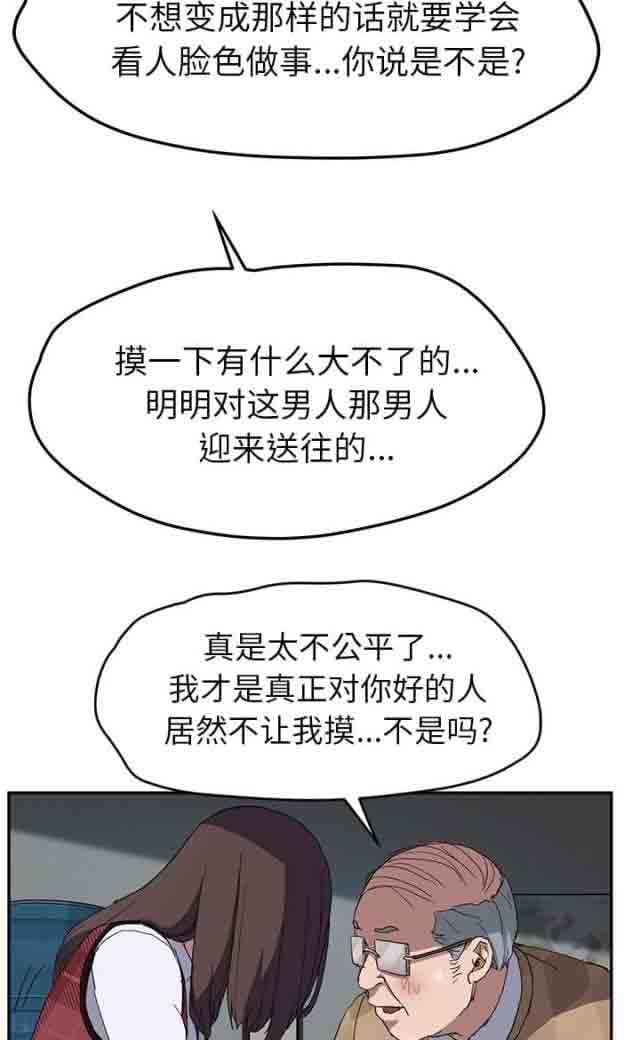 不想变成那样的话就要学会
看人脸色做事...你说是不是?
摸一下有什么大不了的...
明明对这男人那男人
迎来送往的...
真是太不公平了...
我才是真正对你好的人
居然不让我摸...不是吗?